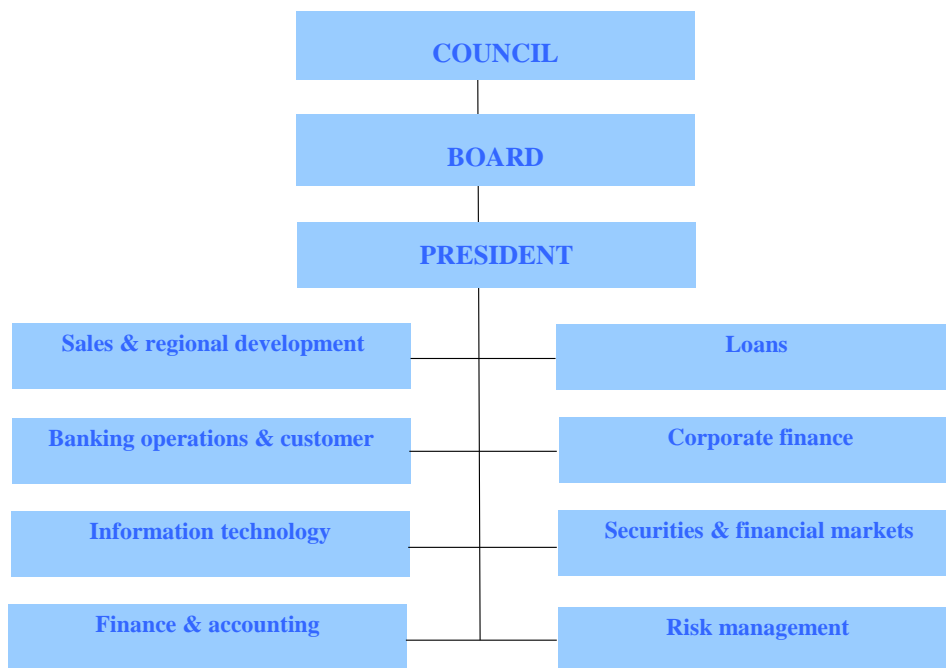 COUNCIL
BOARD
PRESIDENT
Sales & regional development
Loans
Banking operations & customer
Corporate finance
Information technology
Securities & financial markets
Finance & accounting
Risk management